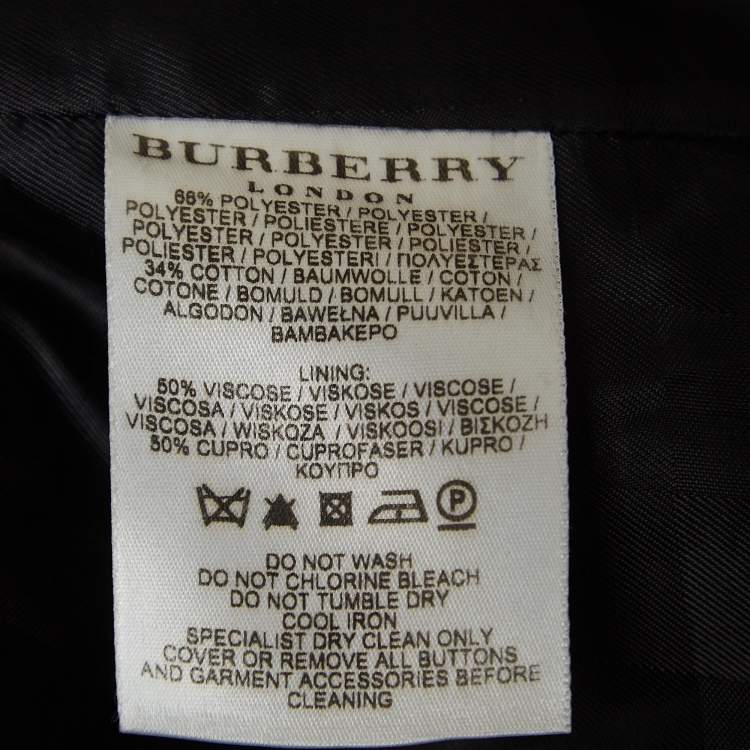 BURBERRY
LONDON
66% POLYESTER / POLYESTER /
POLYESTER / POLIESTERE / POLYESTER /
POLYESTER / POLYESTER / POLIESTER /
POLIESTER / POLYESTERI / ΠΟΛΥΕΣΤΕΡΑΣ
34% COTTON / BAUMWOLLE / COTON /
COTONE / BOMULD / BOMULL / KATOEN /
ALGODON / BAWEŁNA / PUUVILLA /
ΒΑΜΒΑΚΕΡΟ
LINING:
50% VISCOSE / VISKOSE / VISCOSE /
VISCOSA / VISKOSE / VISKOS / VISCOSE /
VISCOSA / WISKOZA / VISKOOSI / ΒΙΣΚΟΖΗ
50% CUPRO / CUPROFASER / KUPRO /
ΚΟΥΠΡΟ
P
DO NOT WASH
DO NOT CHLORINE BLEACH
DO NOT TUMBLE DRY
COOL IRON
SPECIALIST DRY CLEAN ONLY
COVER OR REMOVE ALL BUTTONS
AND GARMENT ACCESSORIES BEFORE
CLEANING